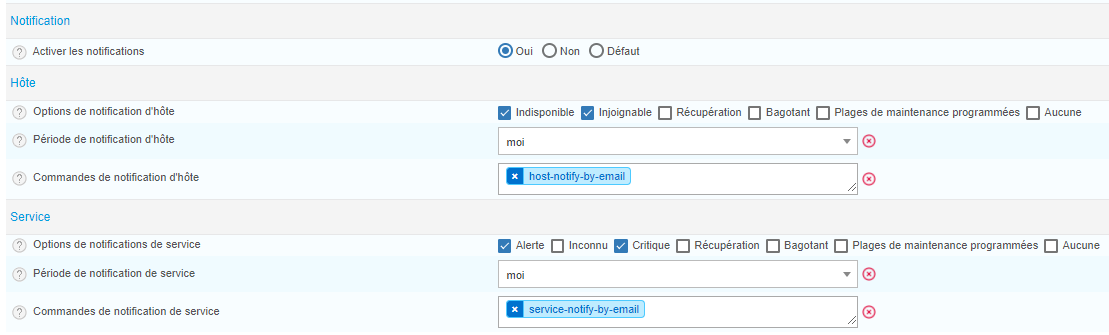 Notification
? Activer les notifications Oui Non Défaut
Hôte
? Options de notification d'hôte Indisponible Injoignable Récupération Bagotant Plages de maintenance programmées Aucune
? Période de notification d'hôte moi
? Commandes de notification d'hôte host-notify-by-email
Service
? Options de notifications de service Alerte Inconnu Critique Récupération Bagotant Plages de maintenance programmées Aucune
? Période de notification de service moi
? Commandes de notification de service service-notify-by-email